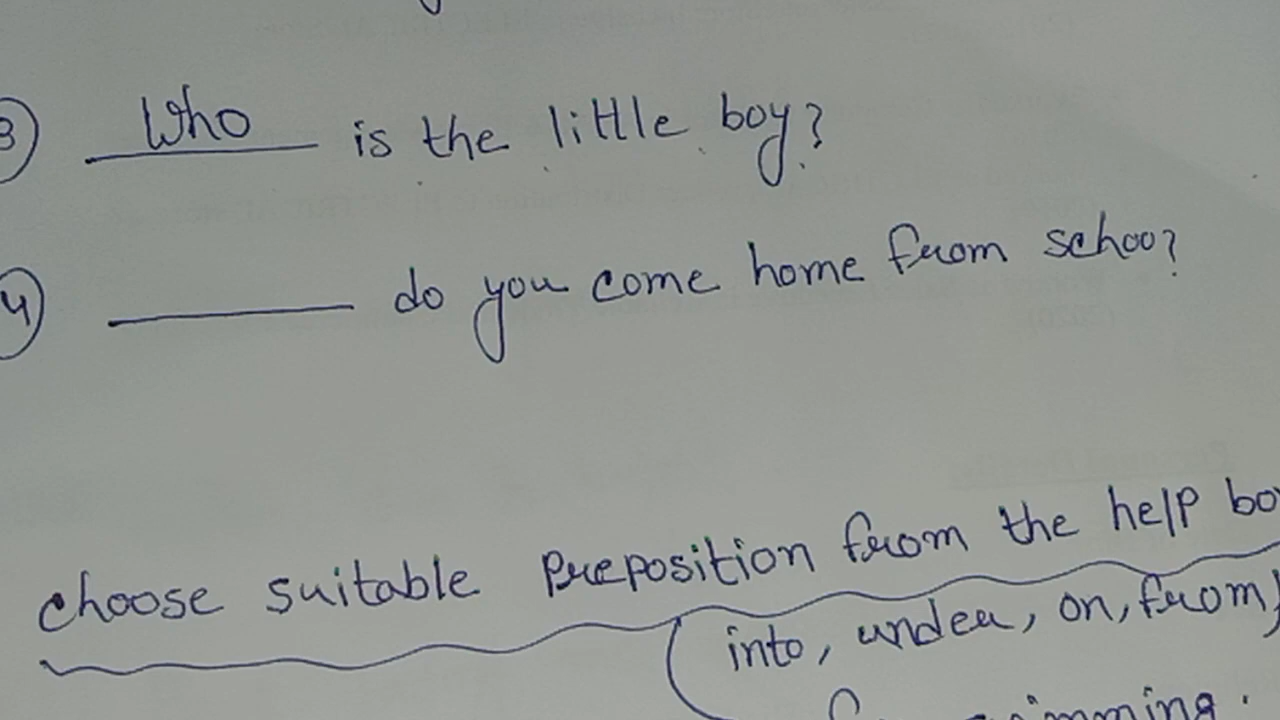 3) Who is the little boy?
4) ______ do you come home from schoo?
choose suitable preposition from the help bo
(into, under, on, from)
swimming.